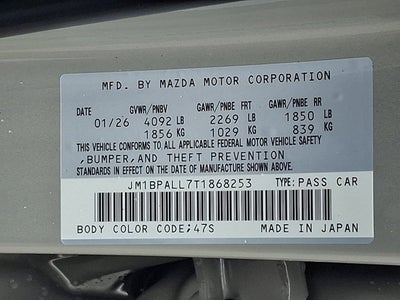 MFD. BY MAZDA MOTOR CORPORATION
DATE GVWR/PNBV GAWR/PNBE FRT GAWR/PNBE RR
01/26 4092 LB 2269 LB 1850 LB
1856 KG 1029 KG 839 KG
THIS VEHICLE CONFORMS TO ALL APPLICABLE FEDERAL MOTOR VEHICLE SAFETY
,BUMPER,AND THEFT PREVENTION
STANDARDS IN EFFECT ON THE DATE OF MANUFACTURE SHOWN ABOVE.
JM1BPALL7T1868253 TYPE:PASS CAR
BODY COLOR CODE;47S MADE IN JAPAN